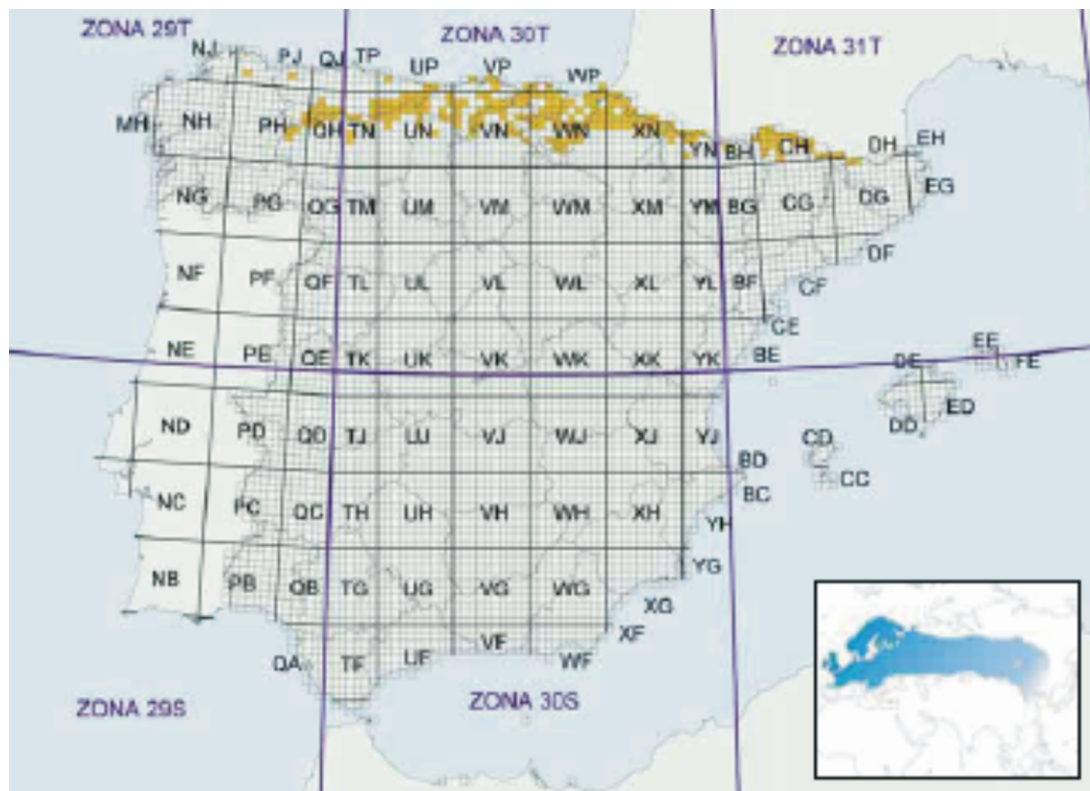 ZONA 29T
ZONA 30T
ZONA 31T
NJ PJ QJ TP UP VP WP
MH NH PH QH TN UN VN WN XN YN BH CH DH EH
NG PG QG TM UM VM WM XM YM BG CG DG EG
NF PF QF TL UL VL WL XL YL BF CF DF
NE PE QE TK UK VK WK XK YK BE CE DE EE FE
ND PD QD TJ UJ VJ WJ XJ YJ BD CD DD ED
NC PC QC TH UH VH WH XH YH BC CC
NB PB QB TG UG VG WG XG YG
QA TF UF VF WF XF
ZONA 29S
ZONA 30S